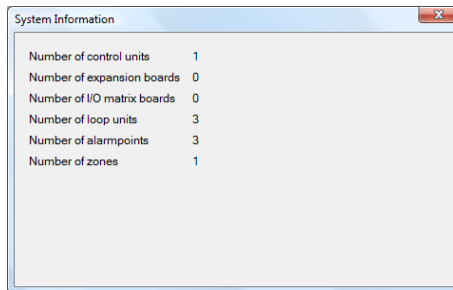 System Information
Number of control units 1
Number of expansion boards 0
Number of I/O matrix boards 0
Number of loop units 3
Number of alarmpoints 3
Number of zones 1